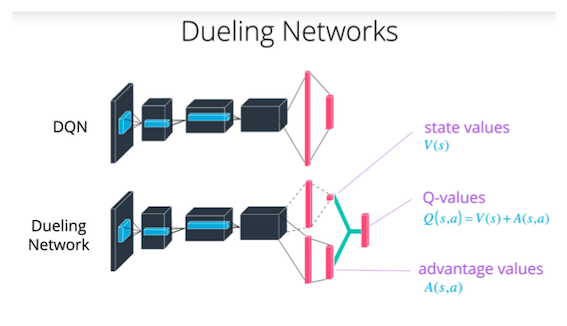 Dueling Networks
DQN
state values
V(s)
Q-values
Q(s,a) = V(s) + A(s,a)
Dueling
Network
advantage values
A(s,a)